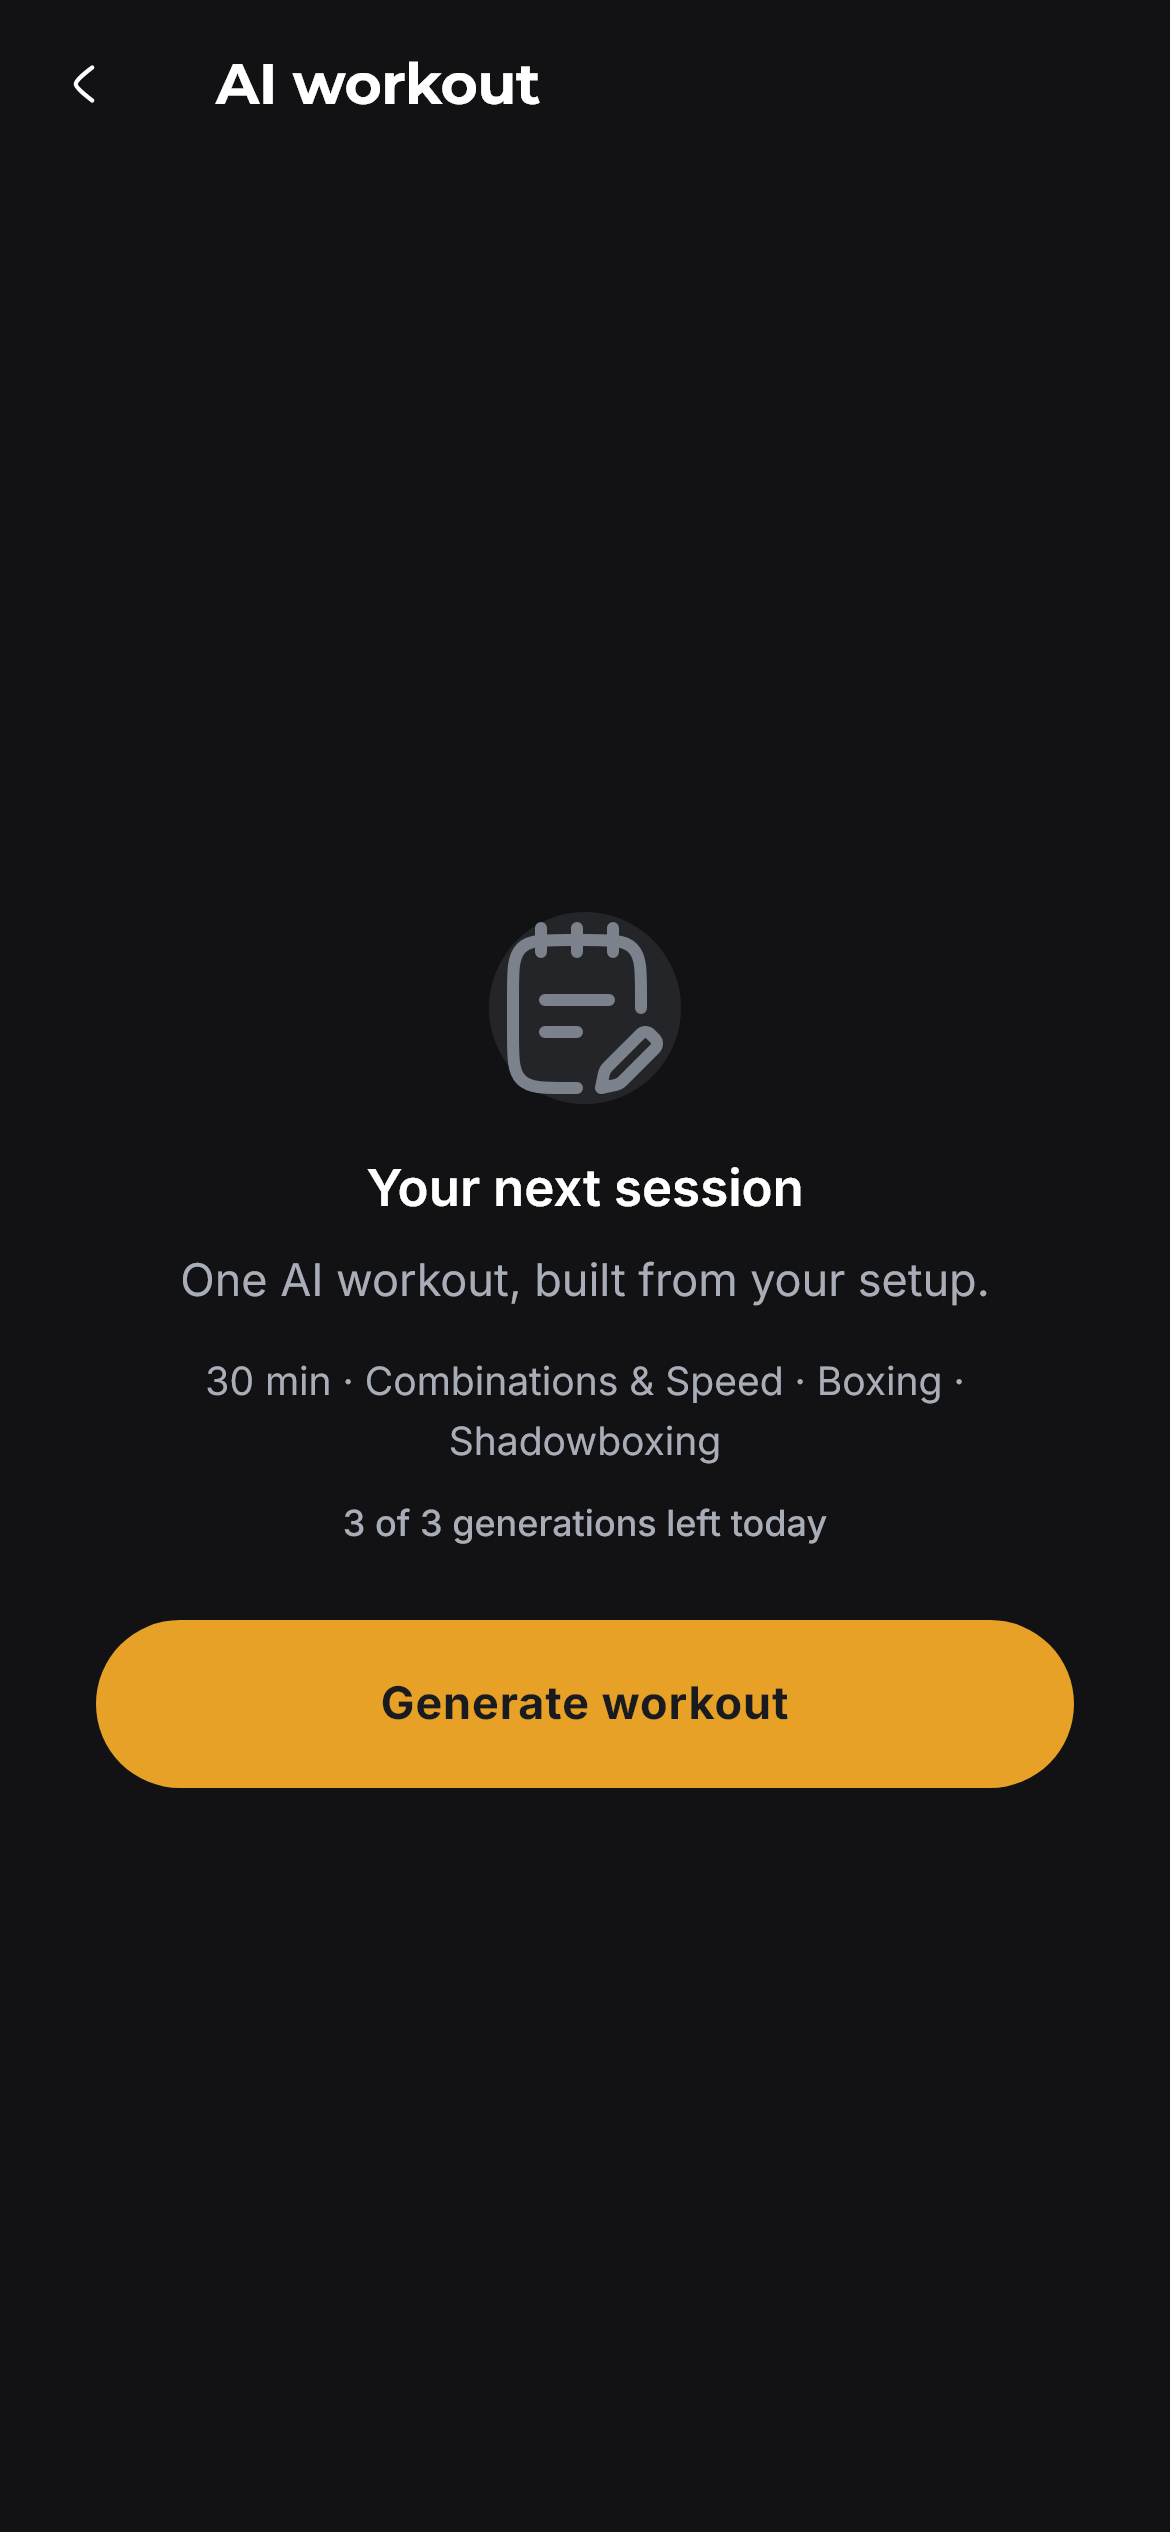 AI workout
Your next session
One AI workout, built from your setup.
30 min · Combinations & Speed · Boxing ·
Shadowboxing
3 of 3 generations left today
Generate workout